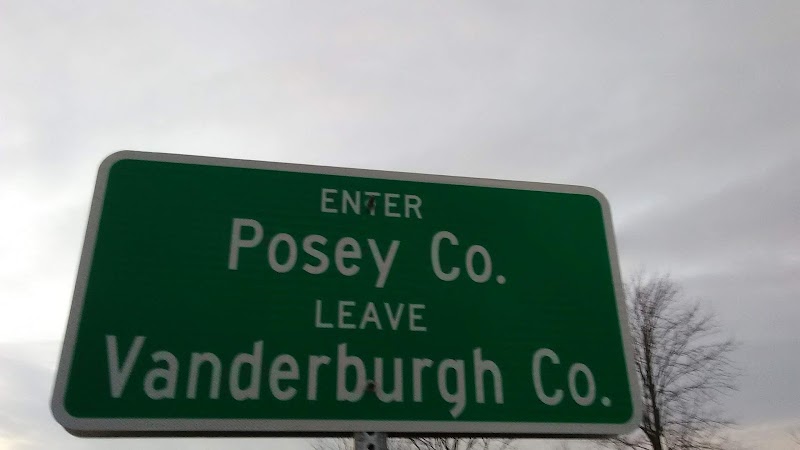 ENTER
Posey Co.
LEAVE
Vanderburgh Co.